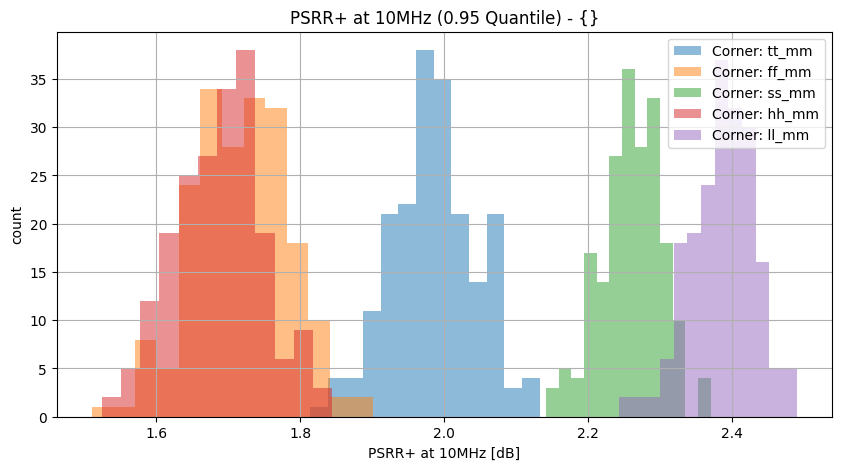 PSRR+ at 10MHz (0.95 Quantile) - {}
Corner: tt_mm
Corner: ff_mm
Corner: ss_mm
Corner: hh_mm
Corner: ll_mm
35
30
25
20
15
10
5
0
count
1.6
1.8
2.0
2.2
2.4
PSRR+ at 10MHz [dB]